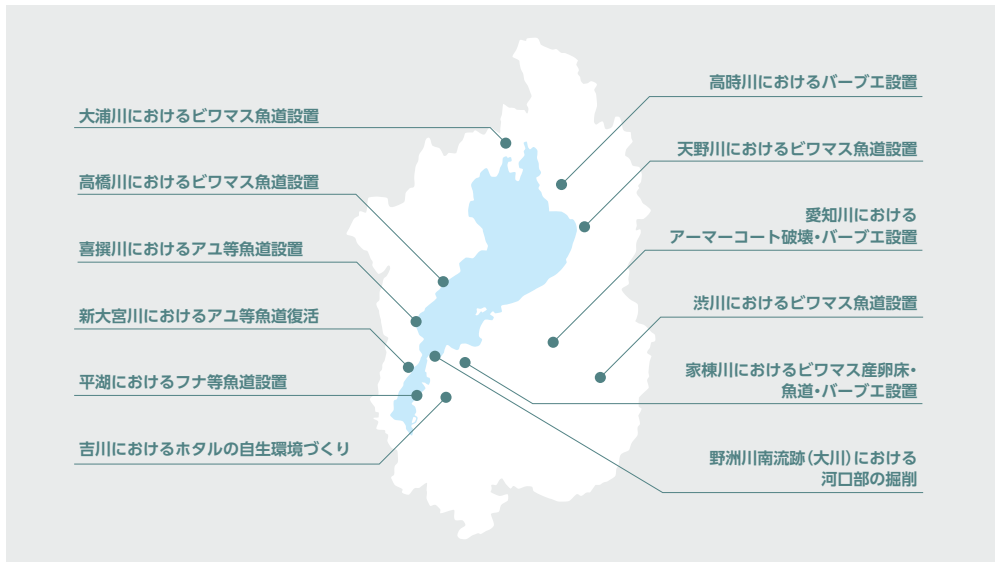 大浦川におけるビワマス魚道設置
高橋川におけるビワマス魚道設置
喜撰川におけるアユ等魚道設置
新大宮川におけるアユ等魚道復活
平湖におけるフナ等魚道設置
吉川におけるホタルの自生環境づくり
高時川におけるバーブエ設置
天野川におけるビワマス魚道設置
愛知川における
アーマーコート破壊・バーブエ設置
渋川におけるビワマス魚道設置
家棟川におけるビワマス産卵床・
魚道・バーブエ設置
野洲川南流跡（大川）における
河口部の掘削